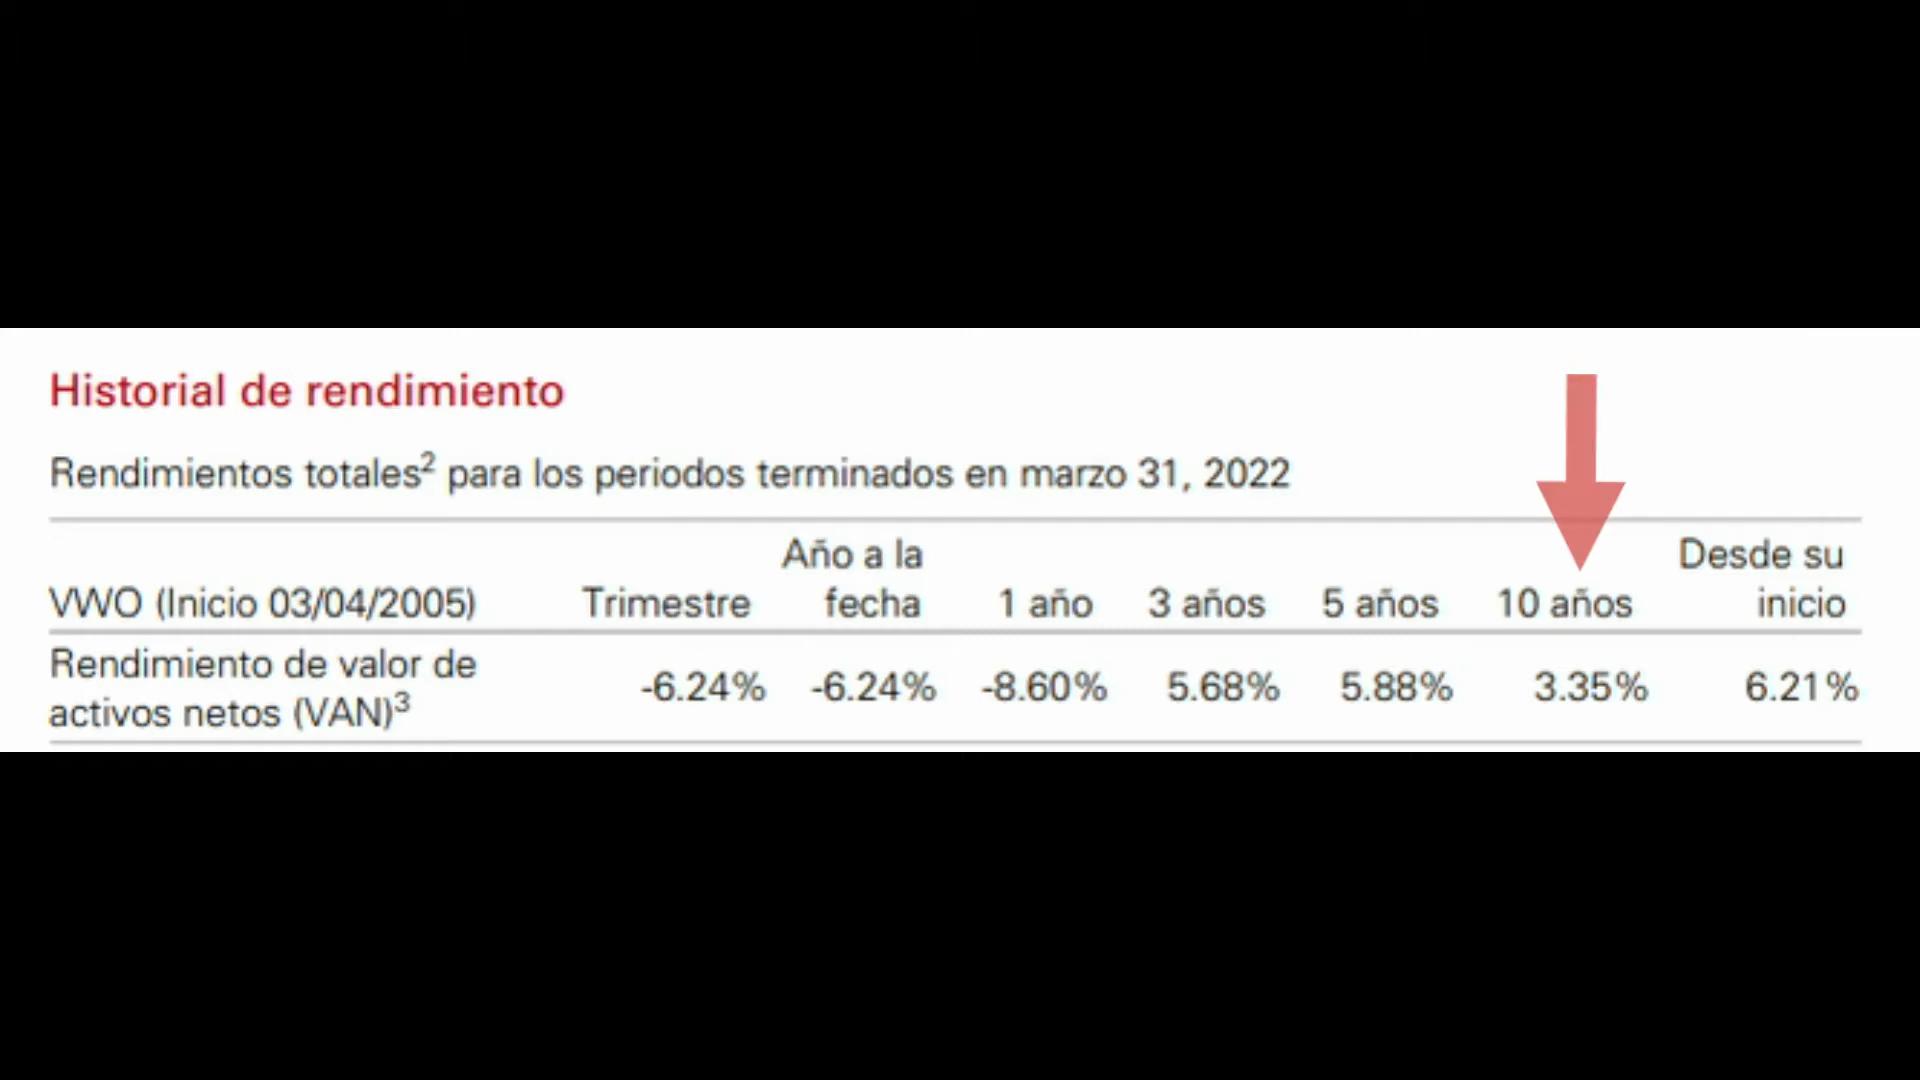 Historial de rendimiento
Rendimientos totales² para los periodos terminados en marzo 31, 2022
Año a la Desde su
VWO (Inicio 03/04/2005) Trimestre fecha 1 año 3 años 5 años 10 años inicio
Rendimiento de valor de
activos netos (VAN)³ -6.24% -6.24% -8.60% 5.68% 5.88% 3.35% 6.21%